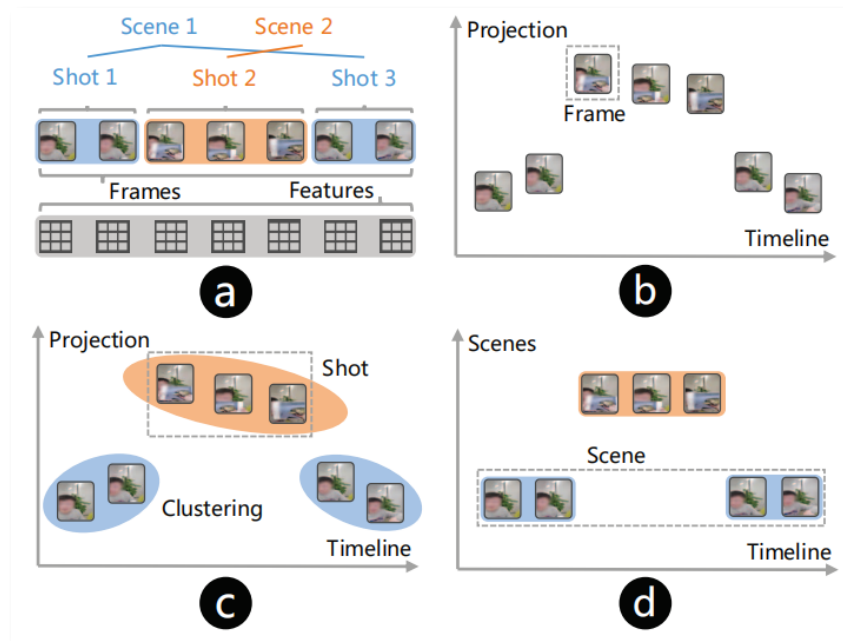 Scene 1 Scene 2
Shot 1 Shot 2 Shot 3
Frames Features
a
Projection
Frame
Timeline
b
Projection
Shot
Clustering
Timeline
c
Scenes
Scene
Timeline
d